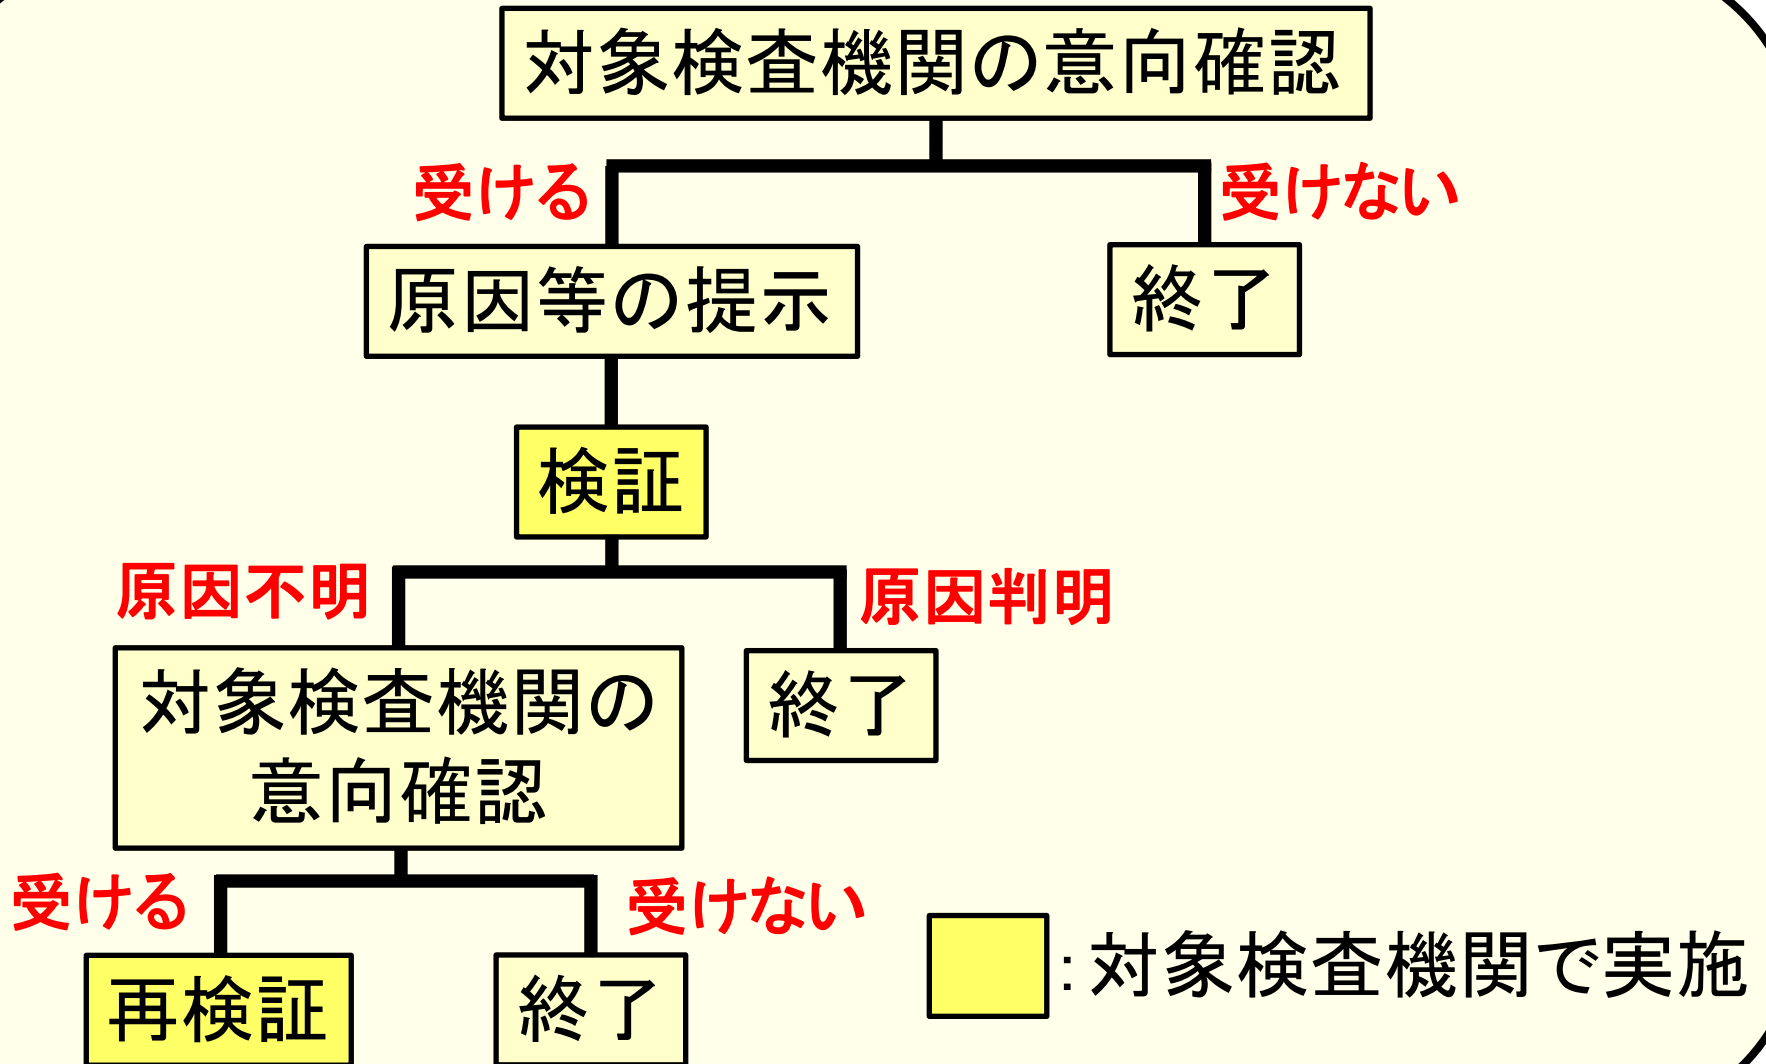 対象検査機関の意向確認
受ける
受けない
原因等の提示
終了
検証
原因不明
原因判明
対象検査機関の
意向確認
終了
受ける
受けない
再検証
終了
：対象検査機関で実施